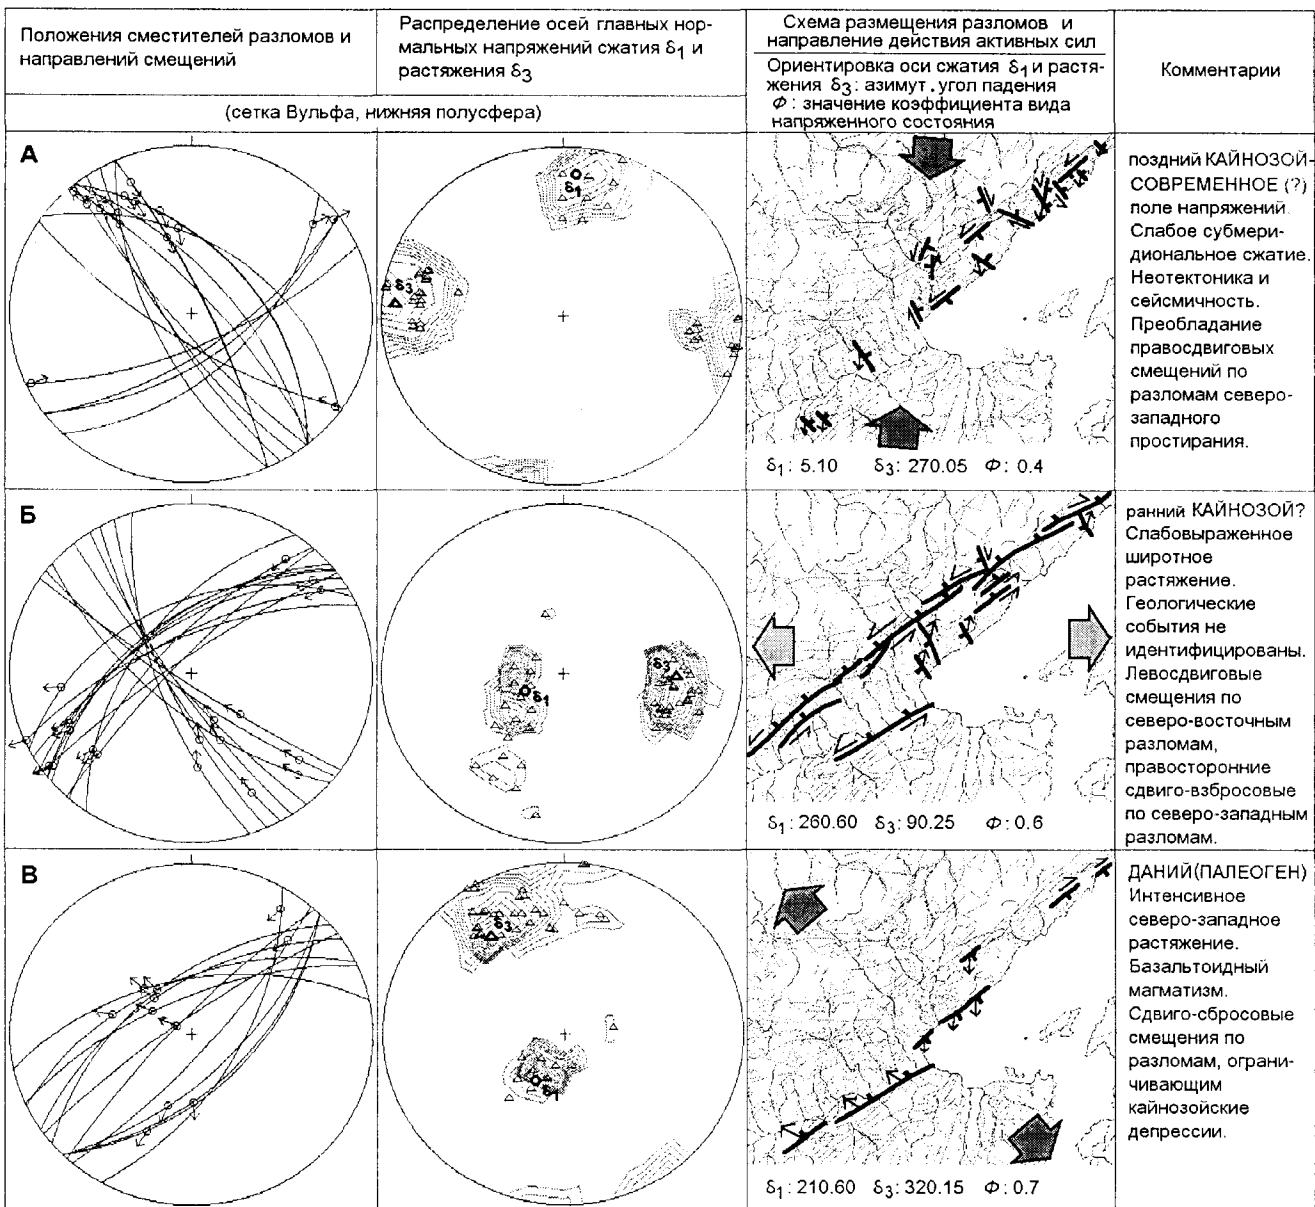 Положения сместителей разломов и
направлений смещений
Распределение осей главных нор-
мальных напряжений сжатия δ1 и
растяжения δ3
(сетка Вульфа, нижняя полусфера)
Схема размещения разломов и
направление действия активных сил
Ориентировка оси сжатия δ1 и растя-
жения δ3: азимут.угол падения
Φ: значение коэффициента вида
напряженного состояния
Комментарии
А
δ1
δ3
δ1: 5.10 δ3: 270.05 Φ: 0.4
поздний КАЙНОЗОЙ-
СОВРЕМЕННОЕ (?)
поле напряжений.
Слабое субмери-
диональное сжатие.
Неотектоника и
сейсмичность.
Преобладание
правосдвиговых
смещений по
разломам северо-
западного
простирания.
Б
δ3
δ1
δ1: 260.60 δ3: 90.25 Φ: 0.6
ранний КАЙНОЗОЙ?
Слабовыраженное
широтное
растяжение.
Геологические
события не
идентифицированы.
Левосдвиговые
смещения по
северо-восточным
разломам,
правосторонние
сдвиго-взбросовые
по северо-западным
разломам.
В
δ3
δ1
δ1: 210.60 δ3: 320.15 Φ: 0.7
ДАНИЙ(ПАЛЕОГЕН)
Интенсивное
северо-западное
растяжение.
Базальтоидный
магматизм.
Сдвиго-сбросовые
смещения по
разломам, ограни-
чивающим
кайнозойские
депрессии.